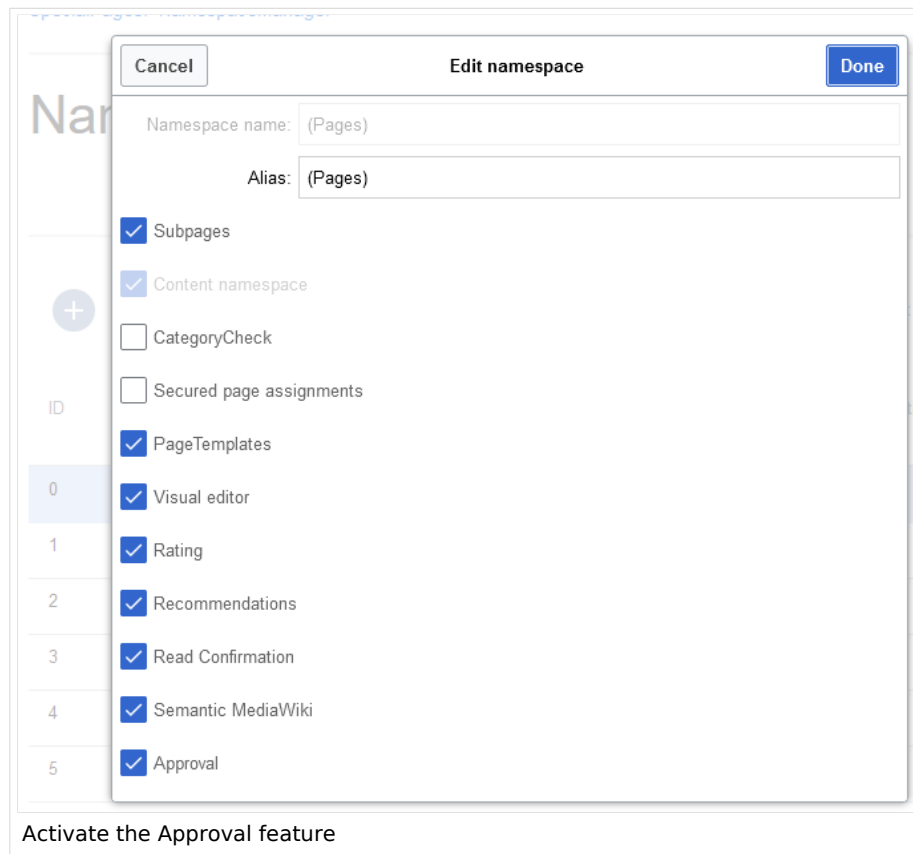 Cancel Edit namespace Done
Nar
Namespace name: (Pages)
Alias: (Pages)
Subpages
Content namespace
CategoryCheck
Secured page assignments
ID
PageTemplates
0 Visual editor
1 Rating
2 Recommendations
3 Read Confirmation
4 Semantic MediaWiki
5 Approval
Activate the Approval feature